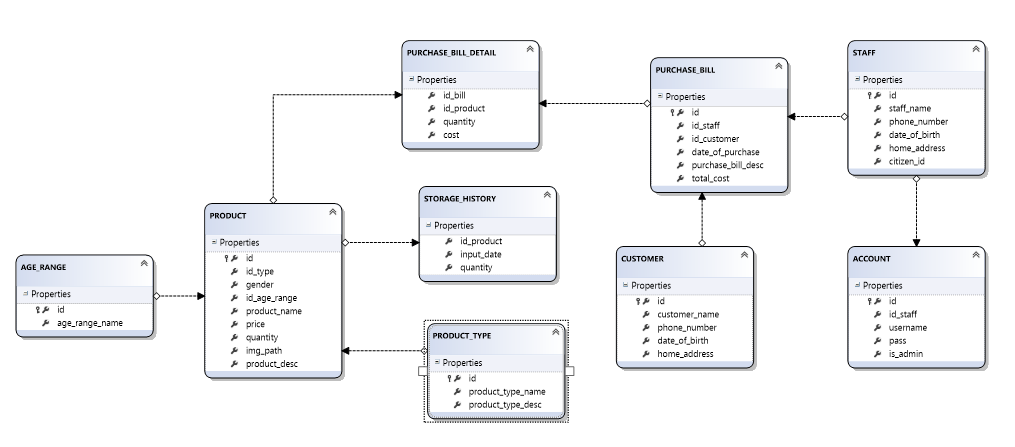 PURCHASE_BILL_DETAIL
Properties
id_bill
id_product
quantity
cost
PURCHASE_BILL
Properties
id
id_staff
id_customer
date_of_purchase
purchase_bill_desc
total_cost
STAFF
Properties
id
staff_name
phone_number
date_of_birth
home_address
citizen_id
PRODUCT
Properties
id
id_type
gender
id_age_range
product_name
price
quantity
img_path
product_desc
STORAGE_HISTORY
Properties
id_product
input_date
quantity
AGE_RANGE
Properties
id
age_range_name
PRODUCT_TYPE
Properties
id
product_type_name
product_type_desc
CUSTOMER
Properties
id
customer_name
phone_number
date_of_birth
home_address
ACCOUNT
Properties
id
id_staff
username
pass
is_admin